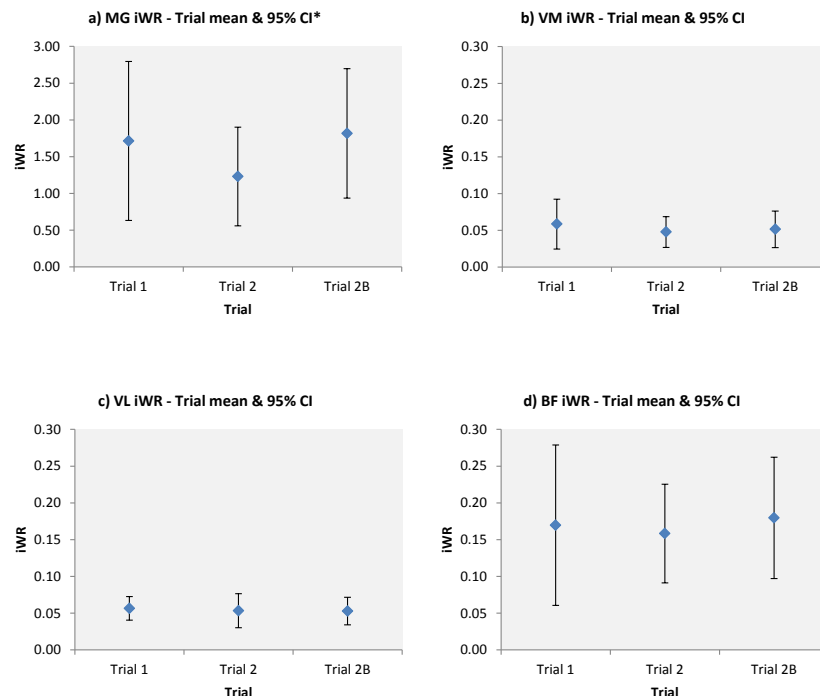 a) MG iWR - Trial mean & 95% CI*
3.00
2.50
2.00
1.50
1.00
0.50
0.00
iWR
Trial 1
Trial 2
Trial 2B
Trial
b) VM iWR - Trial mean & 95% CI
0.30
0.25
0.20
0.15
0.10
0.05
0.00
iWR
Trial 1
Trial 2
Trial 2B
Trial
c) VL iWR - Trial mean & 95% CI
0.30
0.25
0.20
0.15
0.10
0.05
0.00
iWR
Trial 1
Trial 2
Trial 2B
Trial
d) BF iWR - Trial mean & 95% CI
0.30
0.25
0.20
0.15
0.10
0.05
0.00
iWR
Trial 1
Trial 2
Trial 2B
Trial